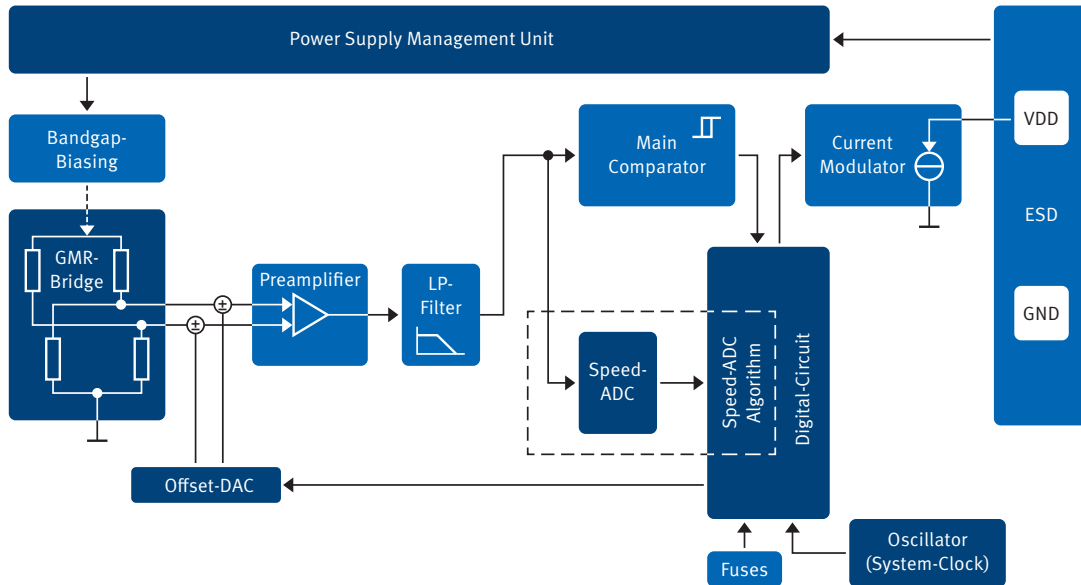 Power Supply Management Unit
Bandgap-
Biasing
Main
Comparator
Current
Modulator
VDD
ESD
GND
GMR-
Bridge
±
±
Preamplifier
LP-
Filter
Speed-
ADC
Speed-ADC
Algorithm
Digital-Circuit
Offset-DAC
Fuses
Oscillator
(System-Clock)